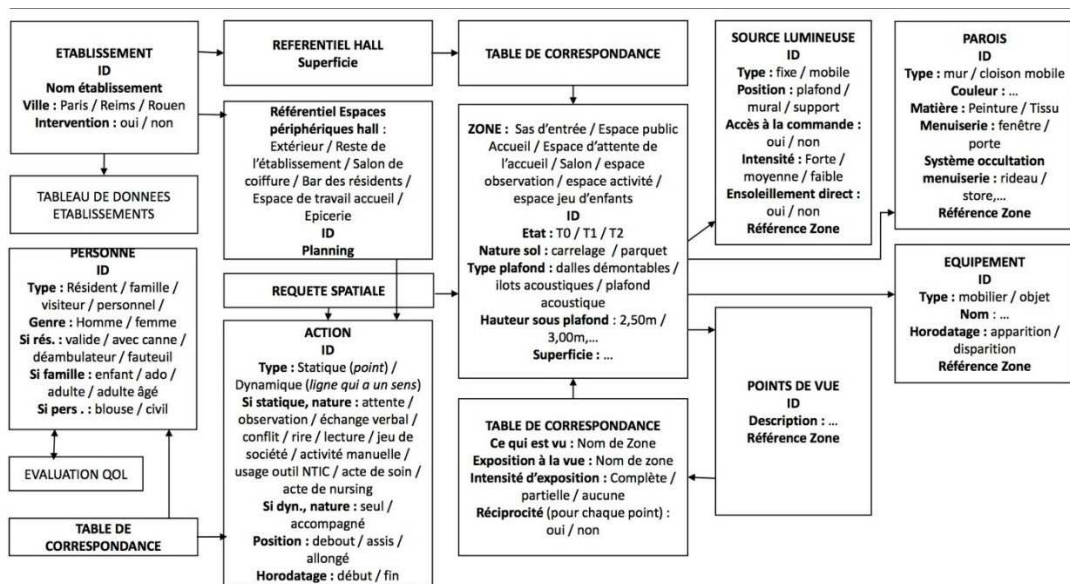 ETABLISSEMENT
ID
Nom établissement
Ville : Paris / Reims / Rouen
Intervention : oui / non
TABLEAU DE DONNEES
ETABLISSEMENTS
PERSONNE
ID
Type : Résident / famille /
visiteur / personnel /
Genre : Homme / femme
Si rés. : valide / avec canne /
déambulateur / fauteuil
Si famille : enfant / ado /
adulte / adulte âgé
Si pers . : blouse / civil
EVALUATION QOL
TABLE DE
CORRESPONDANCE
REFERENTIEL HALL
Superficie
Référentiel Espaces
périphériques hall :
Extérieur / Reste de
l’établissement / Salon de
coiffure / Bar des résidents /
Espace de travail accueil /
Epicerie
ID
Planning
REQUETE SPATIALE
ACTION
ID
Type : Statique (point) /
Dynamique (ligne qui a un sens)
Si statique, nature : attente /
observation / échange verbal /
conflit / rire / lecture / jeu de
société / activité manuelle /
usage outil NTIC / acte de soin /
acte de nursing
Si dyn., nature : seul /
accompagné
Position : debout / assis /
allongé
Horodatage : début / fin
TABLE DE CORRESPONDANCE
ZONE : Sas d’entrée / Espace public
Accueil / Espace d’attente de
l’accueil / Salon / espace
observation / espace activité /
espace jeu d’enfants
ID
Etat : T0 / T1 / T2
Nature sol : carrelage / parquet
Type plafond : dalles démontables /
ilots acoustiques / plafond
acoustique
Hauteur sous plafond : 2,50m /
3,00m,...
Superficie : ...
TABLE DE CORRESPONDANCE
Ce qui est vu : Nom de Zone
Exposition à la vue : Nom de zone
Intensité d’exposition : Complète /
partielle / aucune
Réciprocité (pour chaque point) :
oui / non
SOURCE LUMINEUSE
ID
Type : fixe / mobile
Position : plafond /
mural / support
Accès à la commande :
oui / non
Intensité : Forte /
moyenne / faible
Ensoleillement direct :
oui / non
Référence Zone
POINTS DE VUE
ID
Description : ...
Référence Zone
PAROIS
ID
Type : mur / cloison mobile
Couleur : ...
Matière : Peinture / Tissu
Menuiserie : fenêtre /
porte
Système occultation
menuiserie : rideau /
store,...
Référence Zone
EQUIPEMENT
ID
Type : mobilier / objet
Nom : ...
Horodatage : apparition /
disparition
Référence Zone